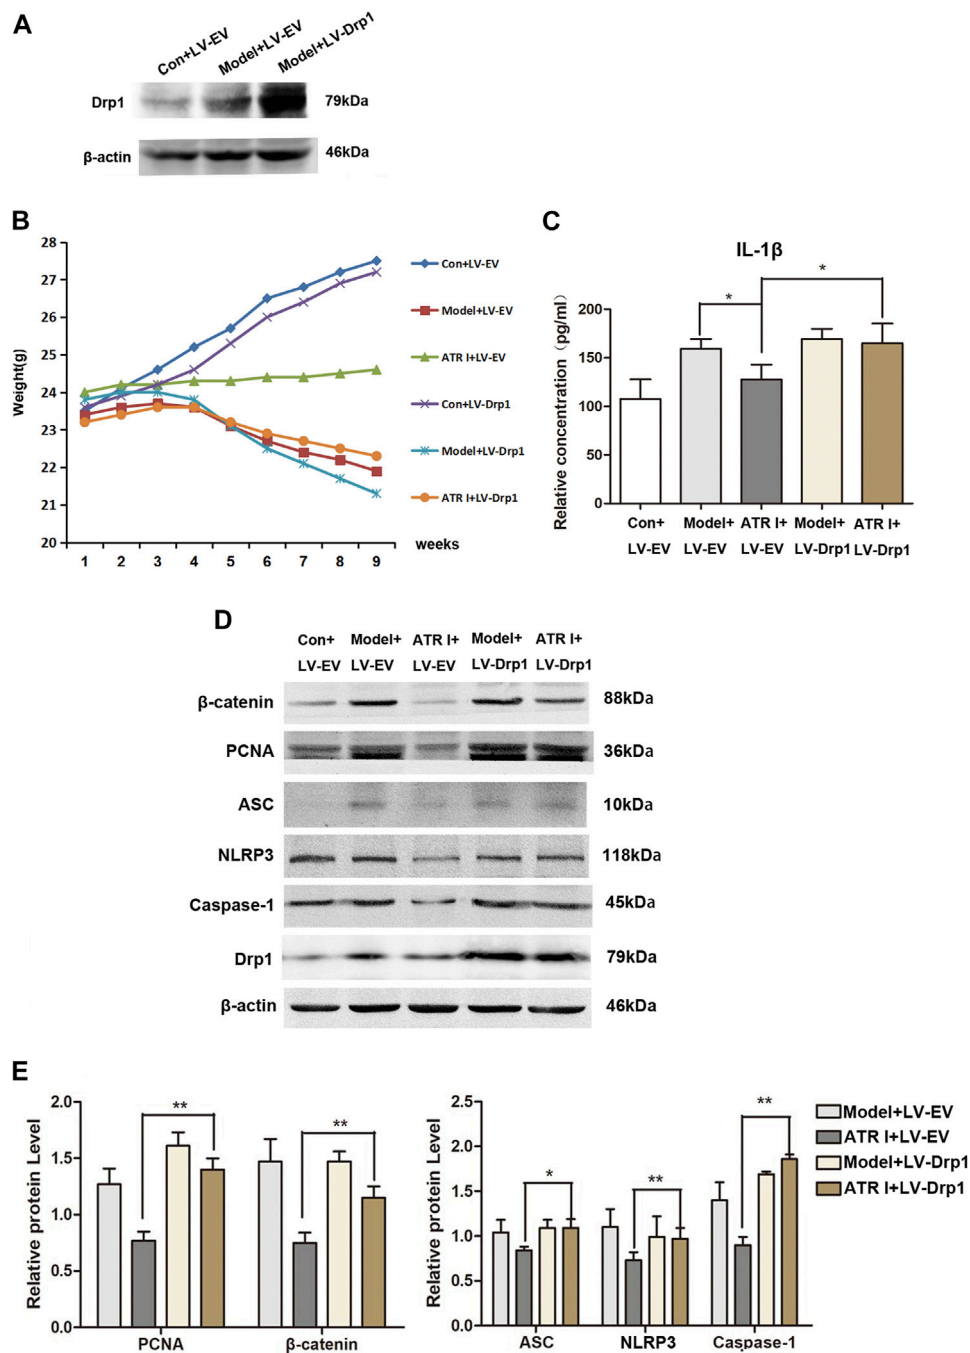 A
Con+LV-EV
Model+LV-EV
Model+LV-Drp1
Drp1
79kDa
β-actin
46kDa
B
Weight(g)
28
27
26
25
24
23
22
21
20
1 2 3 4 5 6 7 8 9
weeks
Con+LV-EV
Model+LV-EV
ATR I+LV-EV
Con+LV-Drp1
Model+LV-Drp1
ATR I+LV-Drp1
C
IL-1β
Relative concentration (pg/ml)
200
150
100
50
0
*
*
Con+ Model+ ATR I+ Model+ ATR I+
LV-EV LV-EV LV-EV LV-Drp1 LV-Drp1
D
Con+ Model+ ATR I+ Model+ ATR I+
LV-EV LV-EV LV-EV LV-Drp1 LV-Drp1
β-catenin 88kDa
PCNA 36kDa
ASC 10kDa
NLRP3 118kDa
Caspase-1 45kDa
Drp1 79kDa
β-actin 46kDa
E
Relative protein Level
2.0
1.5
1.0
0.5
0.0
**
**
PCNA β-catenin
Relative protein Level
2.5
2.0
1.5
1.0
0.5
0.0
*
**
**
ASC NLRP3 Caspase-1
Model+LV-EV
ATR I+LV-EV
Model+LV-Drp1
ATR I+LV-Drp1